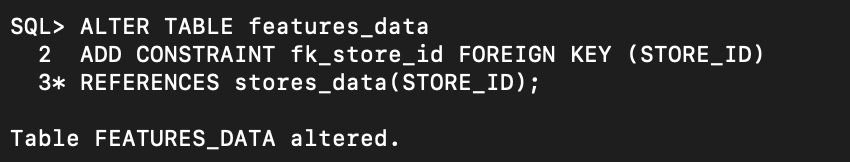 SQL> ALTER TABLE features_data
2 ADD CONSTRAINT fk_store_id FOREIGN KEY (STORE_ID)
3* REFERENCES stores_data(STORE_ID);
Table FEATURES_DATA altered.